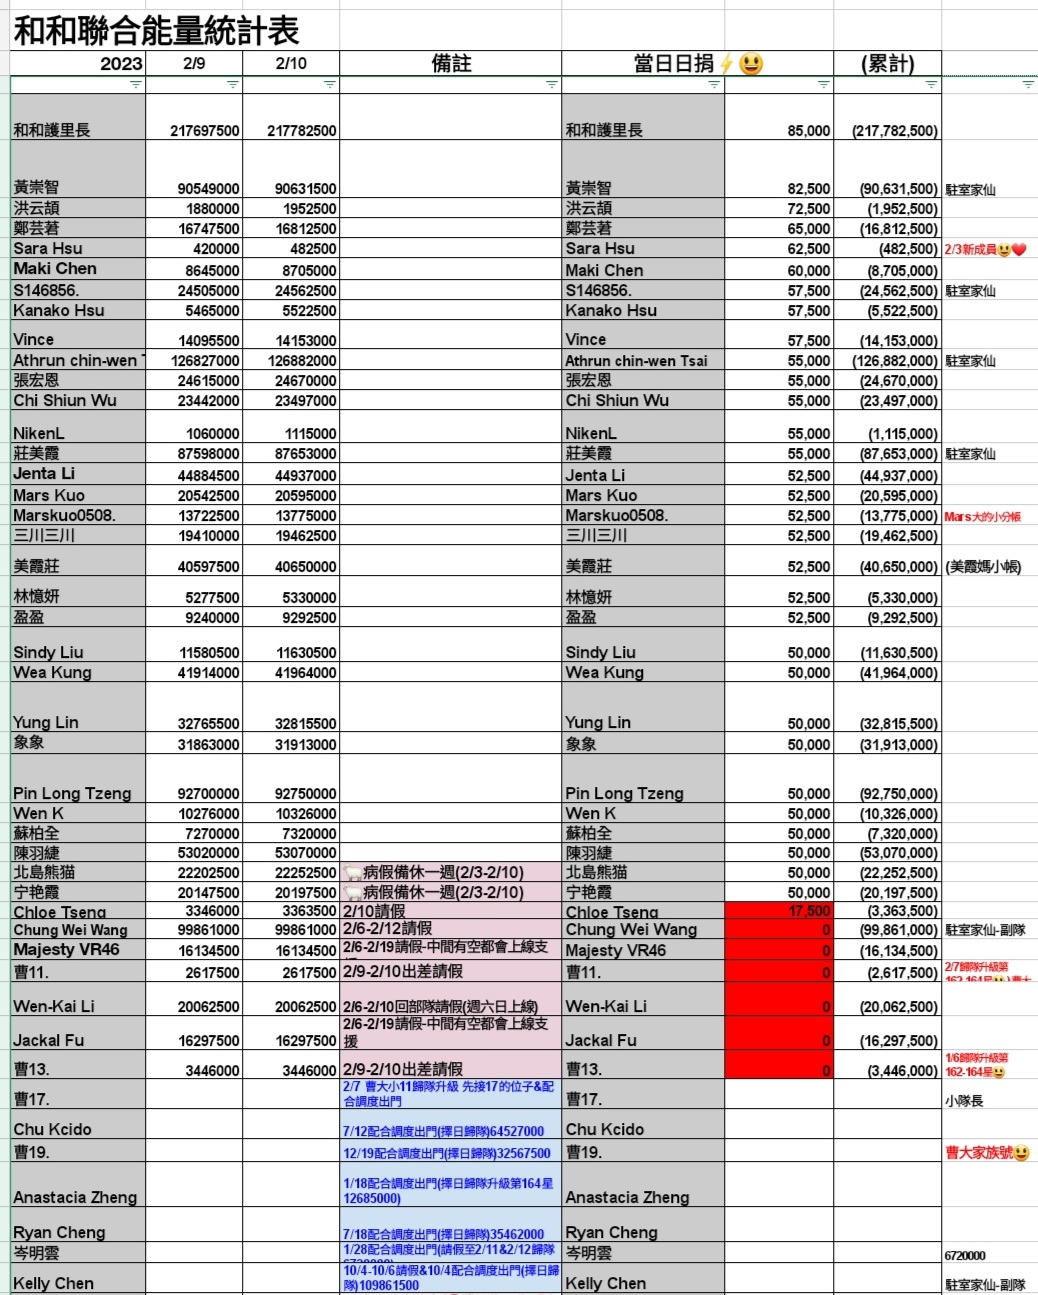 和和聯合能量統計表
2023 2/9 2/10 備註 當日日捐⚡😃 (累計)
和和護里長 217697500 217782500 和和護里長 85,000 (217,782,500)
黃崇智 90549000 90631500 黃崇智 82,500 (90,631,500) 駐室家仙
洪云頡 1880000 1952500 洪云頡 72,500 (1,952,500)
鄭芸茖 16747500 16812500 鄭芸茖 65,000 (16,812,500)
Sara Hsu 420000 482500 Sara Hsu 62,500 (482,500) 2/3新成員😃❤️
Maki Chen 8645000 8705000 Maki Chen 60,000 (8,705,000)
S146856. 24505000 24562500 S146856. 57,500 (24,562,500) 駐室家仙
Kanako Hsu 5465000 5522500 Kanako Hsu 57,500 (5,522,500)
Vince 14095500 14153000 Vince 57,500 (14,153,000)
Athrun chin-wen 126827000 126882000 Athrun chin-wen Tsai 55,000 (126,882,000) 駐室家仙
張宏恩 24615000 24670000 張宏恩 55,000 (24,670,000)
Chi Shiun Wu 23442000 23497000 Chi Shiun Wu 55,000 (23,497,000)
NikenL 1060000 1115000 NikenL 55,000 (1,115,000)
莊美霞 87598000 87653000 莊美霞 55,000 (87,653,000) 駐室家仙
Jenta Li 44884500 44937000 Jenta Li 52,500 (44,937,000)
Mars Kuo 20542500 20595000 Mars Kuo 52,500 (20,595,000)
Marskuo0508. 13722500 13775000 Marskuo0508. 52,500 (13,775,000) Mars大的小分帳
三川三川 19410000 19462500 三川三川 52,500 (19,462,500)
美霞莊 40597500 40650000 美霞莊 52,500 (40,650,000) (美霞媽小帳)
林憶妍 5277500 5330000 林憶妍 52,500 (5,330,000)
盈盈 9240000 9292500 盈盈 52,500 (9,292,500)
Sindy Liu 11580500 11630500 Sindy Liu 50,000 (11,630,500)
Wea Kung 41914000 41964000 Wea Kung 50,000 (41,964,000)
Yung Lin 32765500 32815500 Yung Lin 50,000 (32,815,500)
象象 31863000 31913000 象象 50,000 (31,913,000)
Pin Long Tzeng 92700000 92750000 Pin Long Tzeng 50,000 (92,750,000)
Wen K 10276000 10326000 Wen K 50,000 (10,326,000)
蘇柏全 7270000 7320000 蘇柏全 50,000 (7,320,000)
陳羽緁 53020000 53070000 陳羽緁 50,000 (53,070,000)
北島熊猫 22202500 22252500 🐑病假備休一週(2/3-2/10) 北島熊猫 50,000 (22,252,500)
宁艳霞 20147500 20197500 🐑病假備休一週(2/3-2/10) 宁艳霞 50,000 (20,197,500)
Chloe Tseng 3346000 3363500 2/10請假 Chloe Tseng 17,500 (3,363,500)
Chung Wei Wang 99861000 99861000 2/6-2/12請假 Chung Wei Wang 0 (99,861,000) 駐室家仙-副隊
Majesty VR46 16134500 16134500 2/6-2/19請假-中間有空都會上線支 Majesty VR46 0 (16,134,500)
曹11. 2617500 2617500 2/9-2/10出差請假 曹11. 0 (2,617,500) 2/7歸隊升級第
Wen-Kai Li 20062500 20062500 2/6-2/10回部隊請假(週六日上線) Wen-Kai Li 0 (20,062,500)
2/6-2/19請假-中間有空都會上線支
Jackal Fu 16297500 16297500 援 Jackal Fu 0 (16,297,500)
1/6歸隊升級第
曹13. 3446000 3446000 2/9-2/10出差請假 曹13. 0 (3,446,000) 162-164星😃
2/7 曹大小11歸隊升級 先接17的位子&配
曹17. 合調度出門 曹17. 小隊長
Chu Kcido 7/12配合調度出門(擇日歸隊)64527000 Chu Kcido
曹19. 12/19配合調度出門(擇日歸隊)32567500 曹19. 曹大家族號😃
1/18配合調度出門(擇日歸隊升級第164星
Anastacia Zheng 12685000) Anastacia Zheng
Ryan Cheng 7/18配合調度出門(擇日歸隊)35462000 Ryan Cheng
岑明雲 1/28配合調度出門(請假至2/11&2/12歸隊 岑明雲 6720000
10/4-10/6請假&10/4配合調度出門(擇日歸
Kelly Chen 隊)109861500 Kelly Chen 駐室家仙-副隊